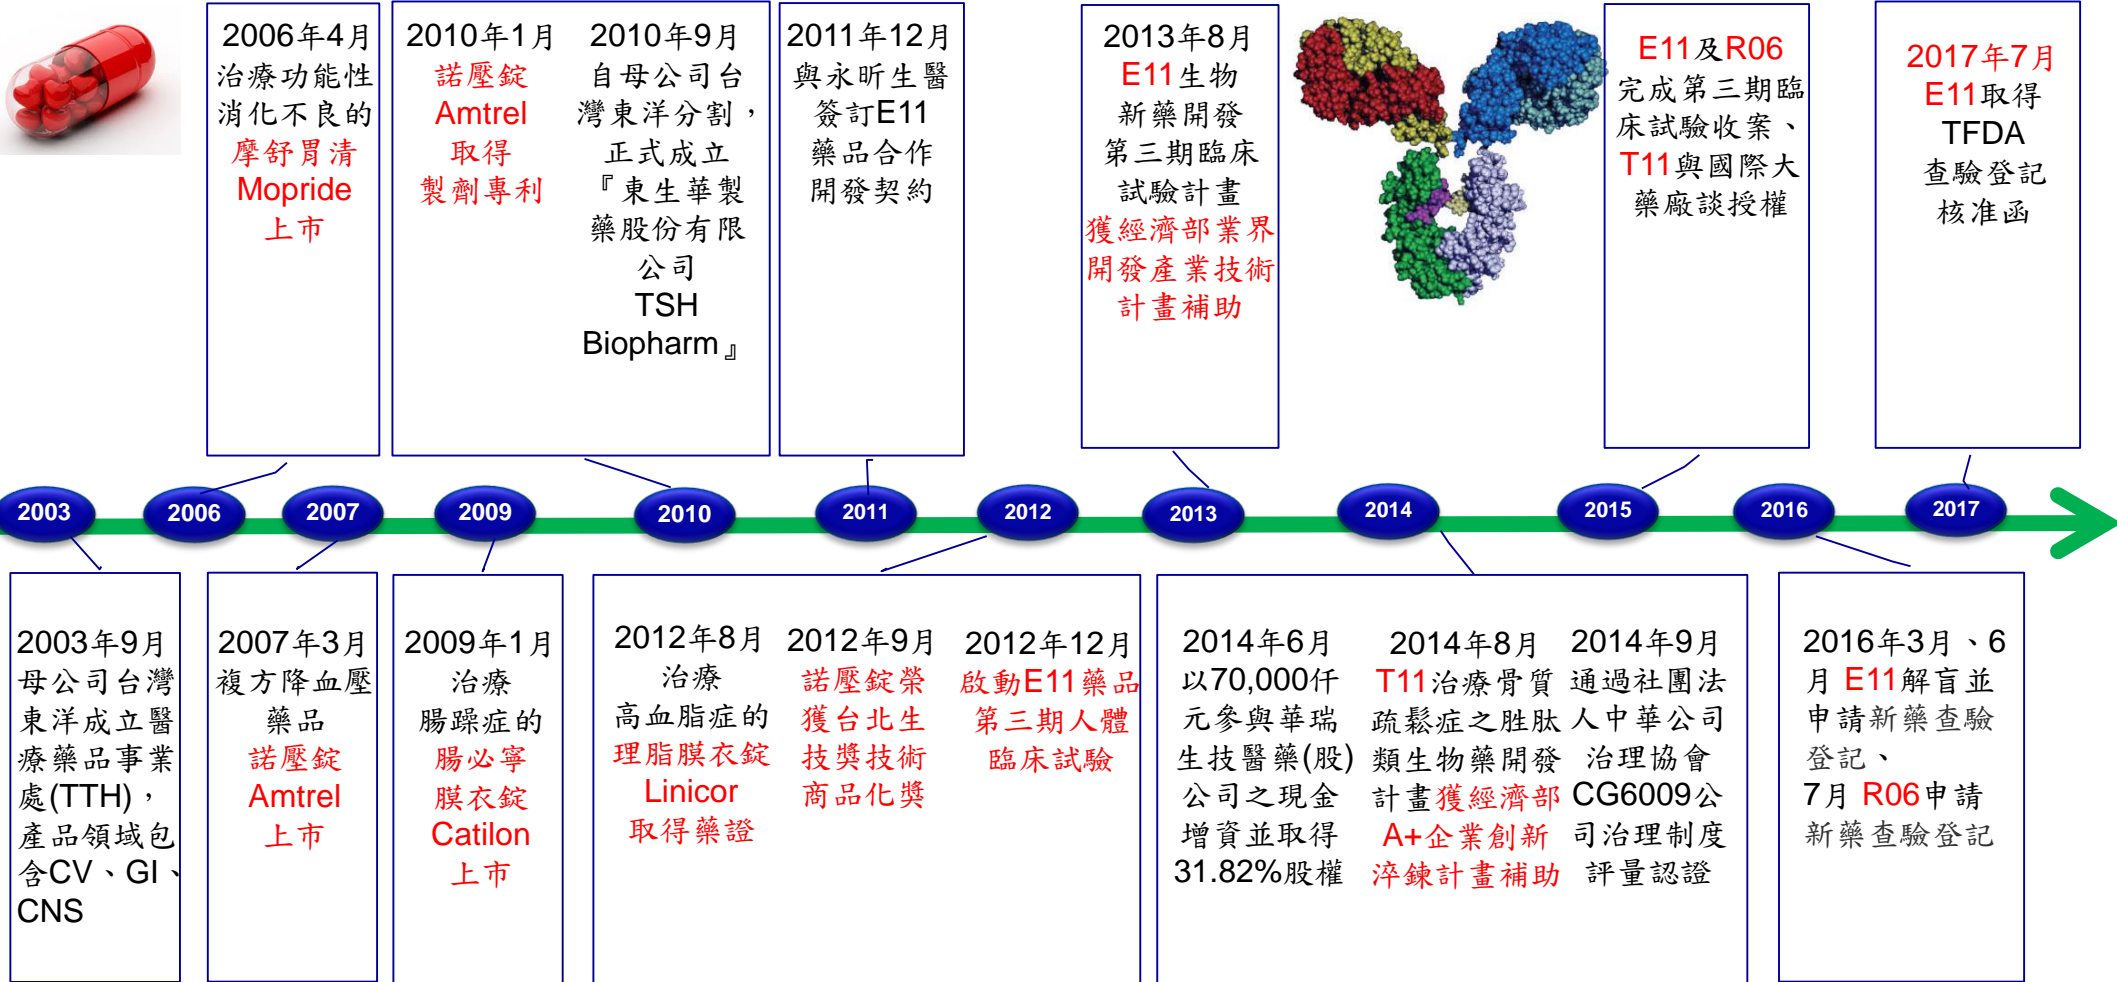 2006年4月
治療功能性
消化不良的
摩舒胃清
Mopride
上市
2010年1月
諾壓錠
Amtrel
取得
製劑專利
2010年9月
自母公司台
灣東洋分割，
正式成立
『東生華製
藥股份有限
公司
TSH
Biopharm』
2011年12月
與永昕生醫
簽訂E11
藥品合作
開發契約
2013年8月
E11生物
新藥開發
第三期臨床
試驗計畫
獲經濟部業界
開發產業技術
計畫補助
E11及R06
完成第三期臨
床試驗收案、
T11與國際大
藥廠談授權
2017年7月
E11取得
TFDA
查驗登記
核准函
2003
2006
2007
2009
2010
2011
2012
2013
2014
2015
2016
2017
2003年9月
母公司台灣
東洋成立醫
療藥品事業
處(TTH)，
產品領域包
含CV、GI、
CNS
2007年3月
複方降血壓
藥品
諾壓錠
Amtrel
上市
2009年1月
治療
腸躁症的
腸必寧
膜衣錠
Catilon
上市
2012年8月
治療
高血脂症的
理脂膜衣錠
Linicor
取得藥證
2012年9月
諾壓錠榮
獲台北生
技獎技術
商品化獎
2012年12月
啟動E11藥品
第三期人體
臨床試驗
2014年6月
以70,000仟
元參與華瑞
生技醫藥(股)
公司之現金
增資並取得
31.82%股權
2014年8月
T11治療骨質
疏鬆症之胜肽
類生物藥開發
計畫獲經濟部
A+企業創新
淬鍊計畫補助
2014年9月
通過社團法
人中華公司
治理協會
CG6009公
司治理制度
評量認證
2016年3月、6
月 E11解盲並
申請新藥查驗
登記、
7月 R06申請
新藥查驗登記